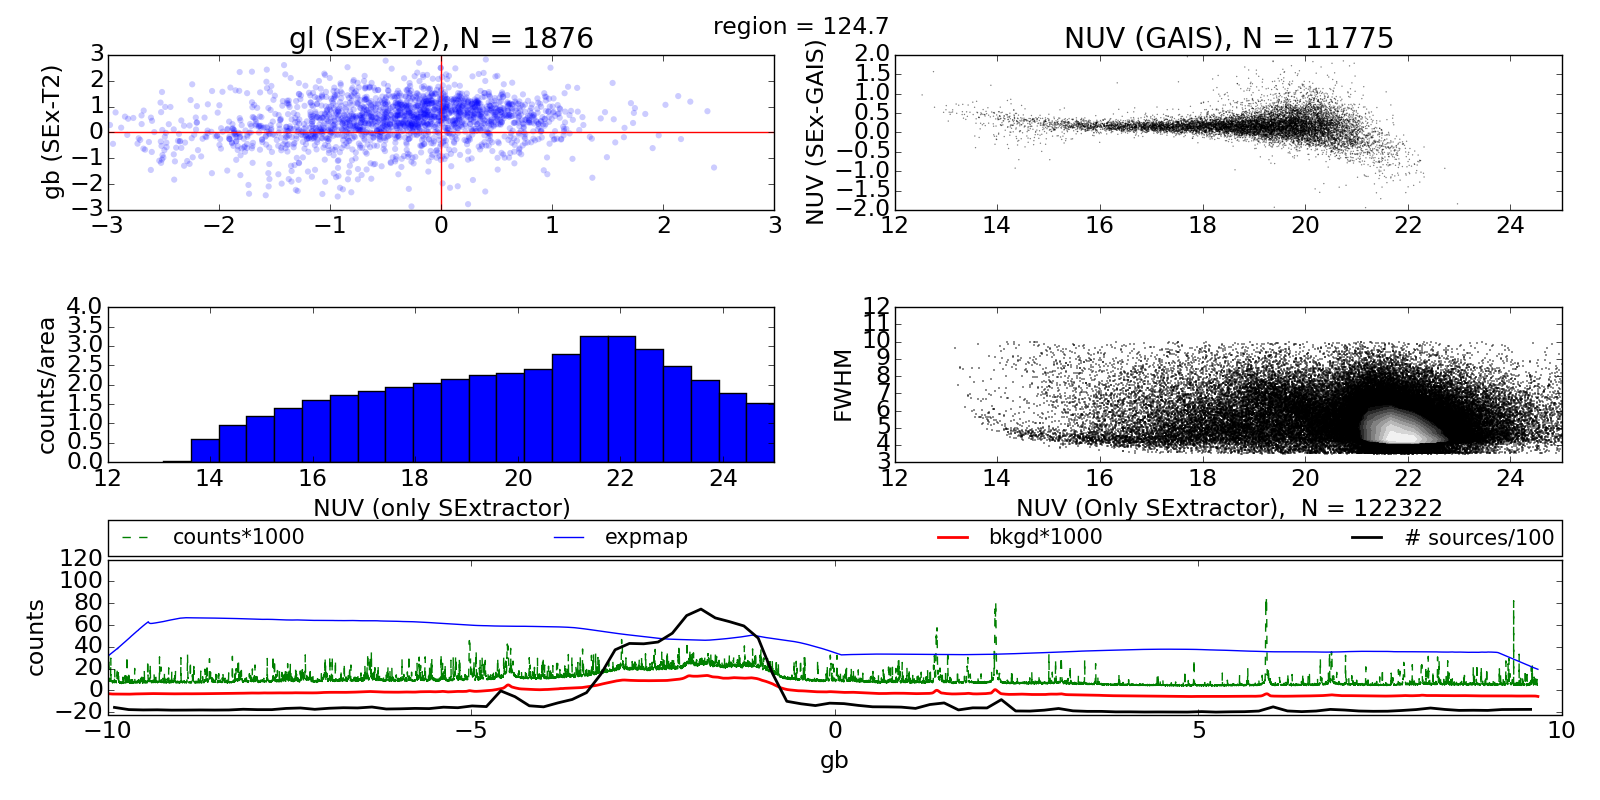 region = 124.7
gl (SEx-T2), N = 1876
gb (SEx-T2)
3
2
1
0
−1
−2
−3
−3 −2 −1 0 1 2 3
NUV (GAIS), N = 11775
NUV (SEx-GAIS)
2.0
1.5
1.0
0.5
0.0
−0.5
−1.0
−1.5
−2.0
12 14 16 18 20 22 24
counts/area
4.0
3.5
3.0
2.5
2.0
1.5
1.0
0.5
0.0
12 14 16 18 20 22 24
NUV (only SExtractor)
FWHM
12
11
10
9
8
7
6
5
4
3
12 14 16 18 20 22 24
NUV (Only SExtractor), N = 122322
counts*1000 expmap bkgd*1000 # sources/100
counts
120
100
80
60
40
20
0
−20
−10 −5 0 5 10
gb